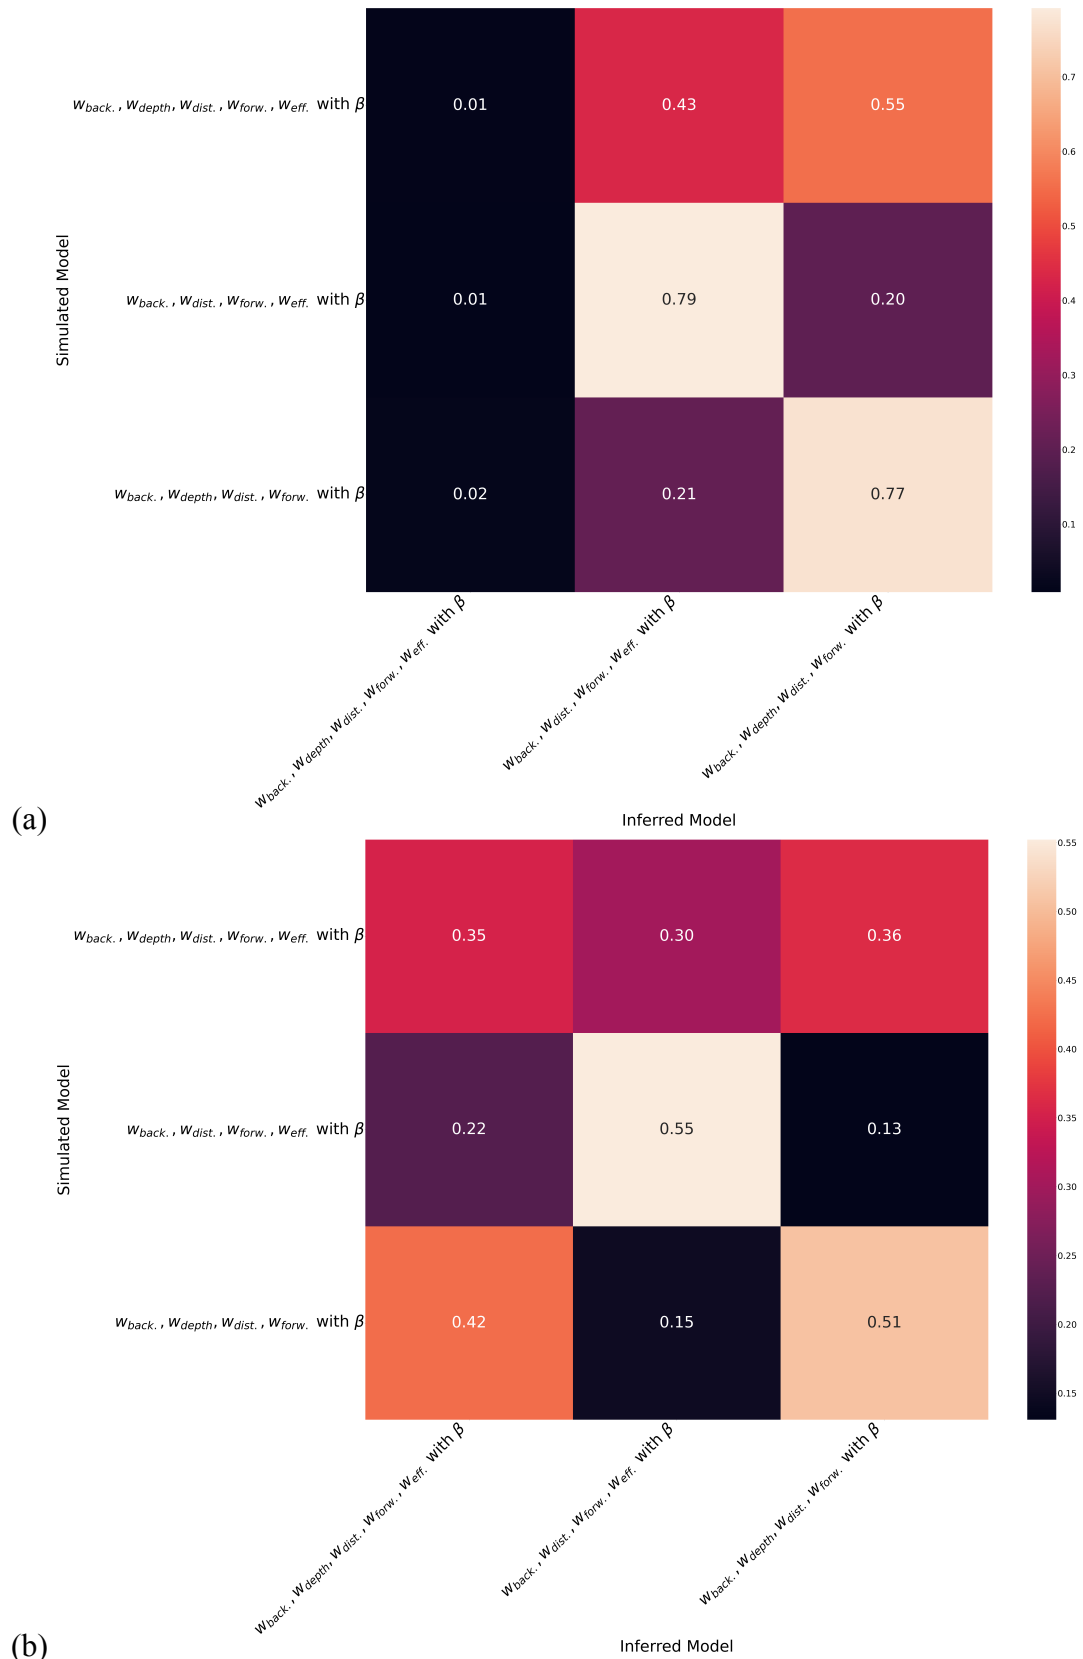 w_back., w_depth, w_dist., w_forw., w_eff. with β 0.01 0.43 0.55
w_back., w_dist., w_forw., w_eff. with β 0.01 0.79 0.20
w_back., w_depth, w_dist., w_forw. with β 0.02 0.21 0.77
Simulated Model
0.7
0.6
0.5
0.4
0.3
0.2
0.1
w_back., w_depth, w_dist., w_forw., w_eff. with β
w_back., w_dist., w_forw., w_eff. with β
w_back., w_depth, w_dist., w_forw. with β
(a)
Inferred Model
w_back., w_depth, w_dist., w_forw., w_eff. with β 0.35 0.30 0.36
w_back., w_dist., w_forw., w_eff. with β 0.22 0.55 0.13
w_back., w_depth, w_dist., w_forw. with β 0.42 0.15 0.51
Simulated Model
0.55
0.50
0.45
0.40
0.35
0.30
0.25
0.20
0.15
w_back., w_depth, w_dist., w_forw., w_eff. with β
w_back., w_dist., w_forw., w_eff. with β
w_back., w_depth, w_dist., w_forw. with β
(b)
Inferred Model